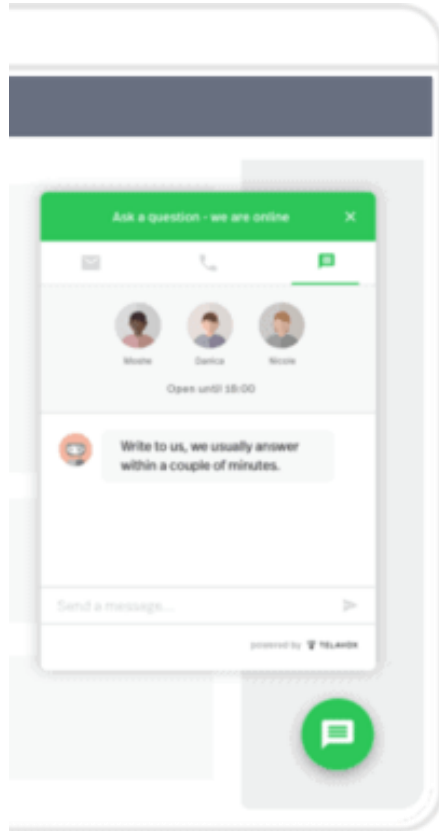 Ask a question - we are online
Moshe Danica Nicole
Open until 18:00
Write to us, we usually answer
within a couple of minutes.
Send a messege...
powered by TELAVOX